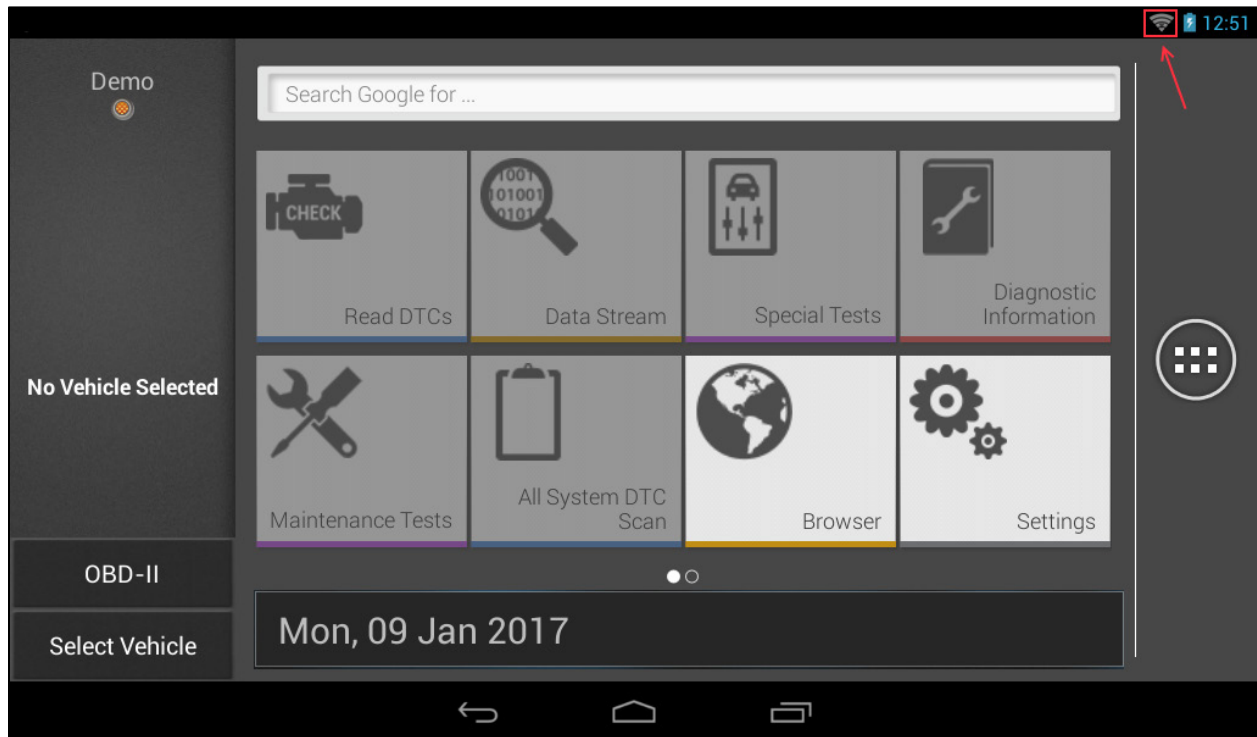 12:51
Demo
Search Google for ...
1001
101001
0101
CHECK
Read DTCs
Data Stream
Special Tests
Diagnostic
Information
No Vehicle Selected
Maintenance Tests
All System DTC
Scan
Browser
Settings
OBD-II
Select Vehicle
Mon, 09 Jan 2017